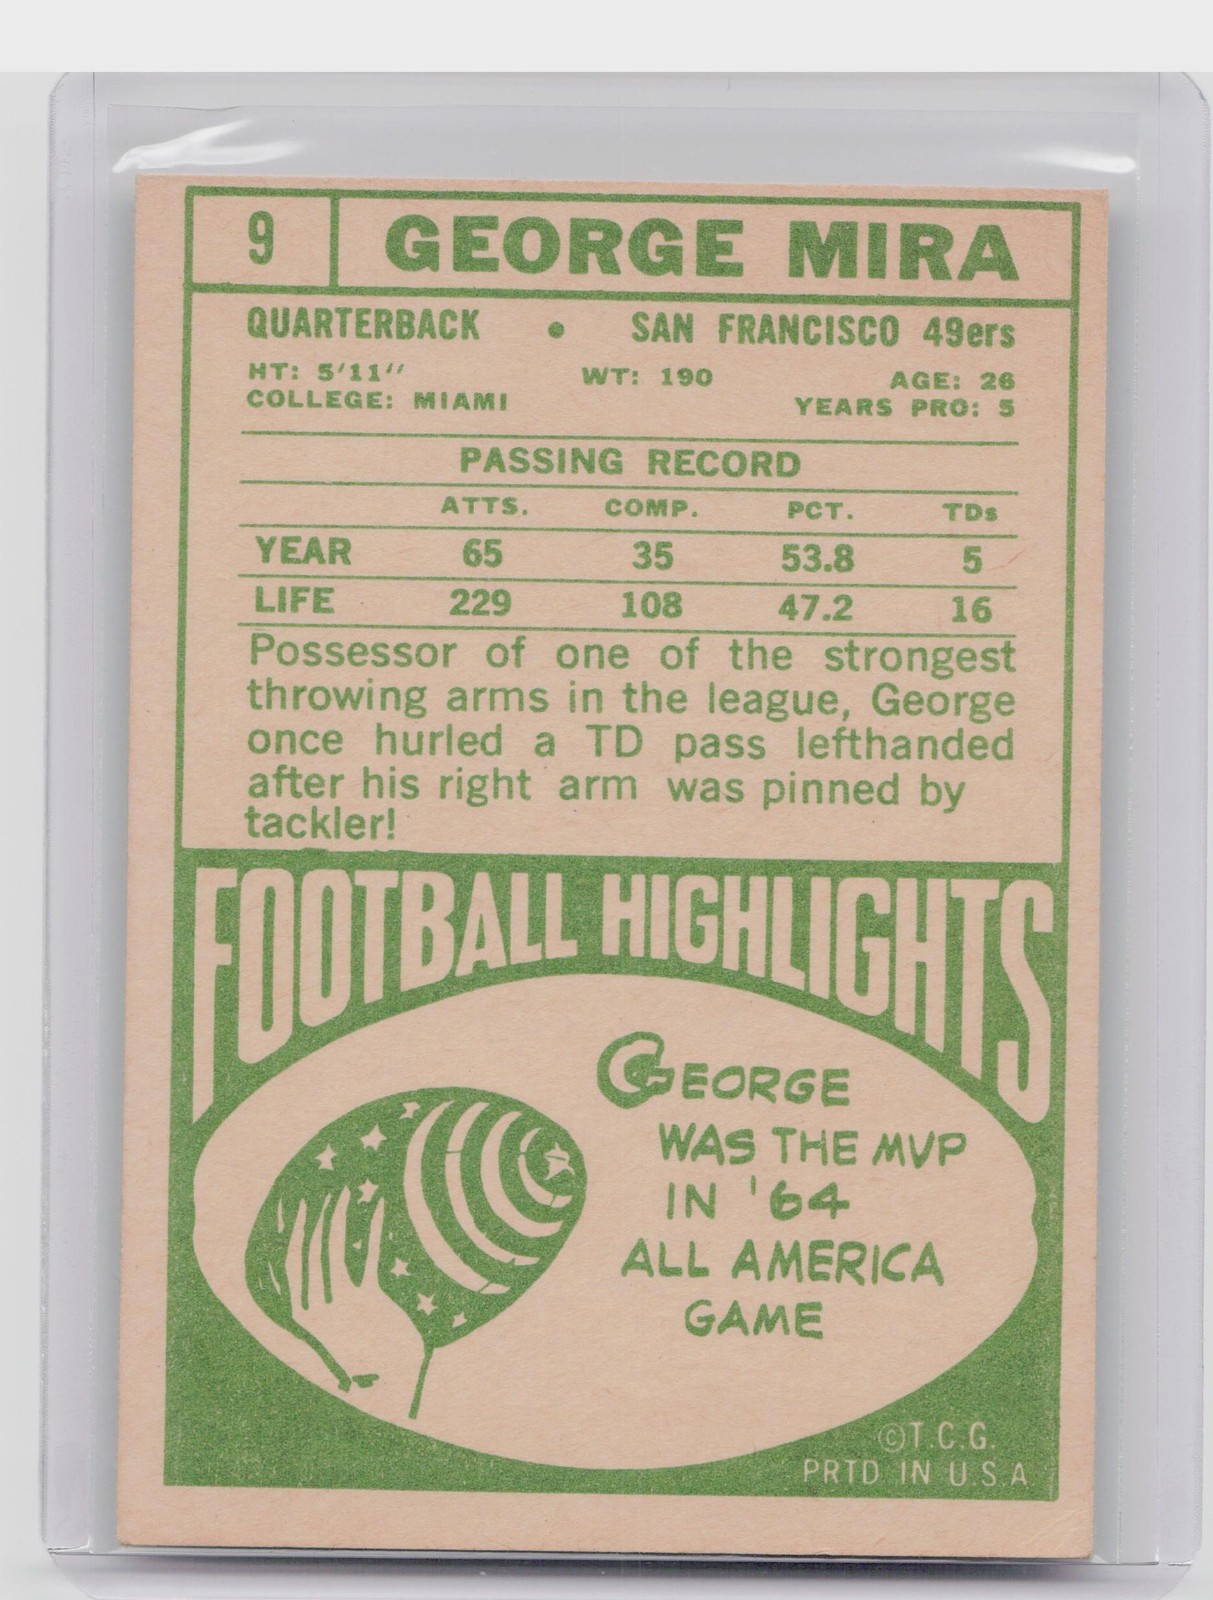 9 GEORGE MIRA
QUARTERBACK • SAN FRANCISCO 49ers
HT: 5'11" WT: 190 AGE: 26
COLLEGE: MIAMI YEARS PRO: 5
PASSING RECORD
ATTS. COMP. PCT. TDs
YEAR 65 35 53.8 5
LIFE 229 108 47.2 16
Possessor of one of the strongest
throwing arms in the league, George
once hurled a TD pass lefthanded
after his right arm was pinned by
tackler!
FOOTBALL HIGHLIGHTS
GEORGE
WAS THE MVP
IN '64
ALL AMERICA
GAME
©T.C.G.
PRTD IN U.S.A